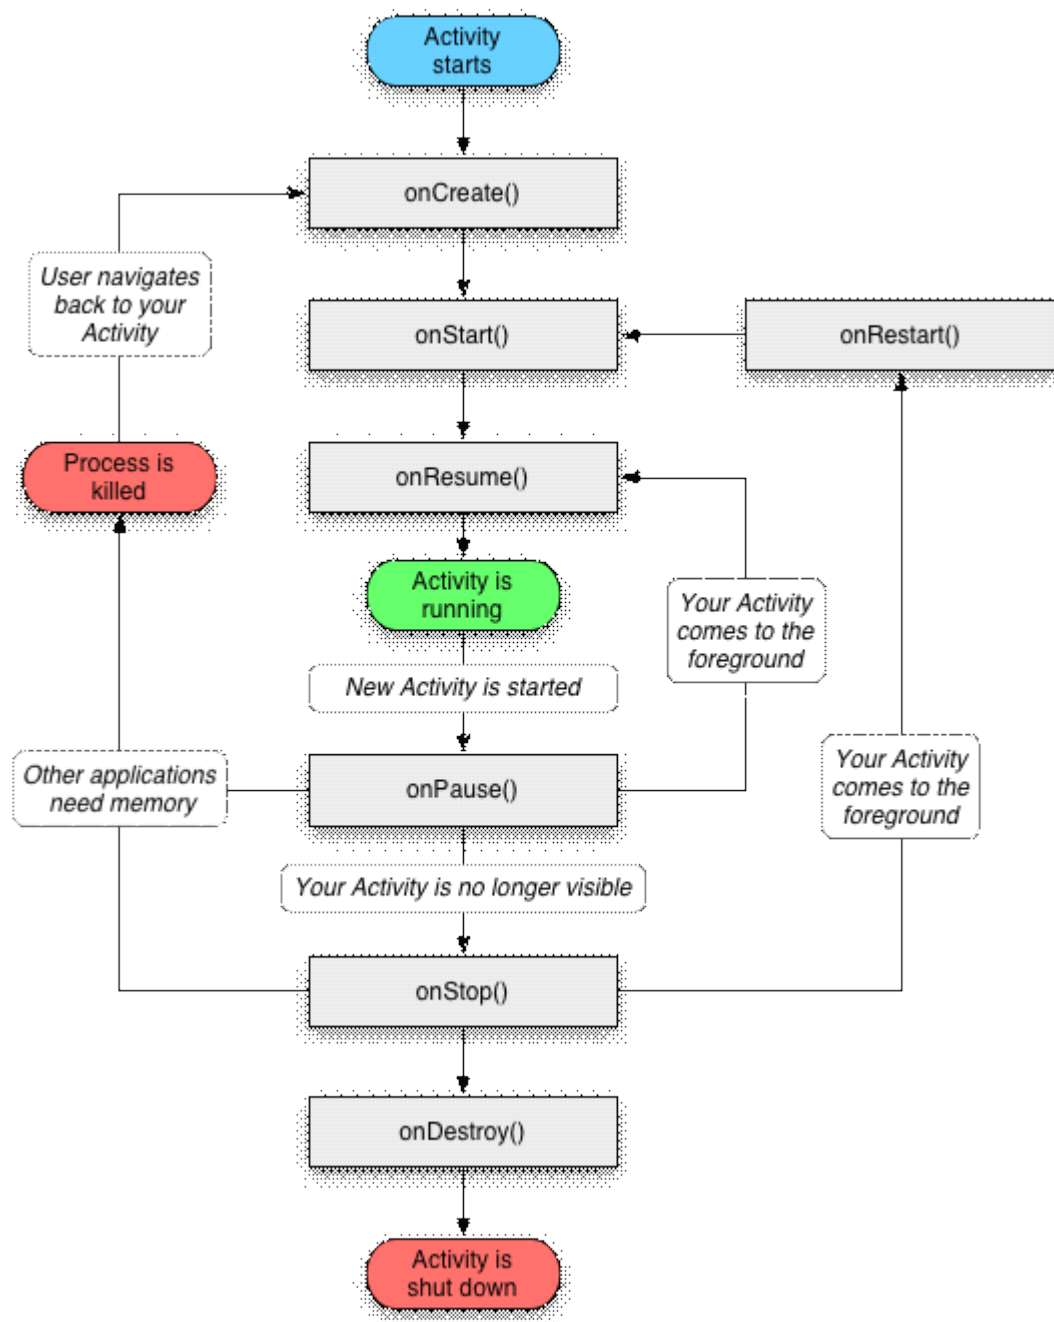 Activity
starts
onCreate()
User navigates
back to your
Activity
onStart()
onRestart()
Process is
killed
onResume()
Activity is
running
Your Activity
comes to the
foreground
New Activity is started
Other applications
need memory
onPause()
Your Activity
comes to the
foreground
Your Activity is no longer visible
onStop()
onDestroy()
Activity is
shut down